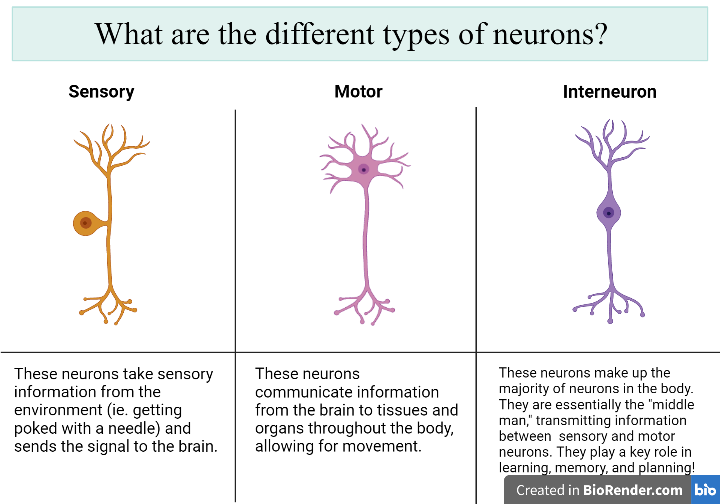 What are the different types of neurons?
Sensory
Motor
Interneuron
These neurons take sensory
information from the
environment (ie. getting
poked with a needle) and
sends the signal to the brain.
These neurons
communicate information
from the brain to tissues and
organs throughout the body,
allowing for movement.
These neurons make up the
majority of neurons in the body.
They are essentially the "middle
man," transmitting information
between sensory and motor
neurons. They play a key role in
learning, memory, and planning!
Created in BioRender.com
bio